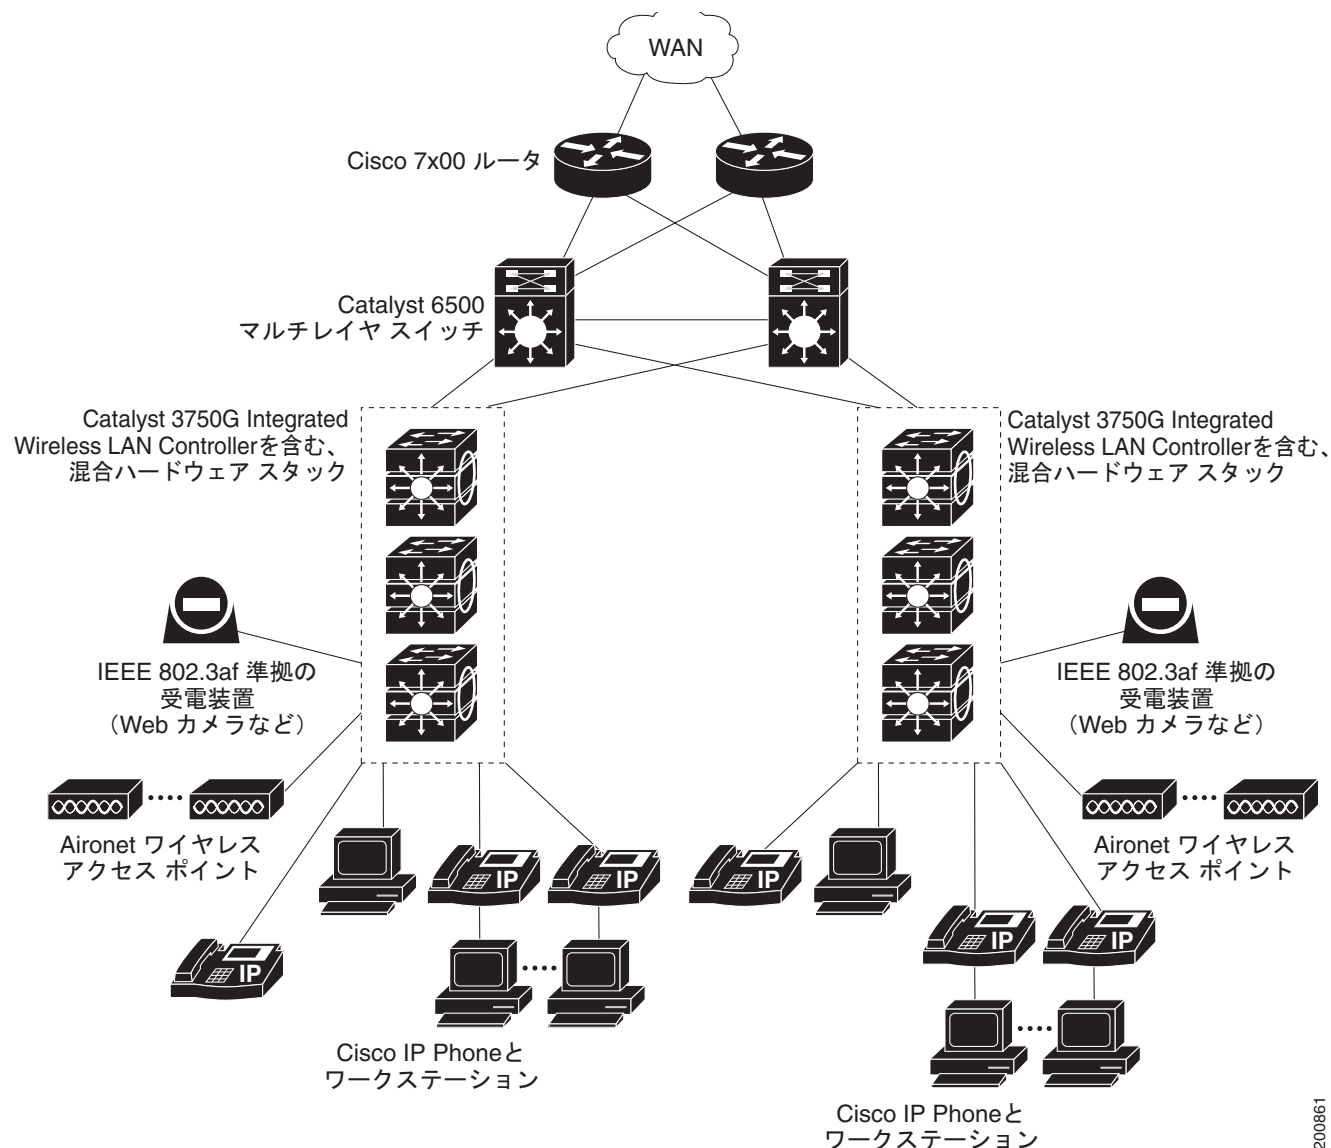 WAN
Cisco 7x00 ルータ
Catalyst 6500
マルチレイヤ スイッチ
Catalyst 3750G Integrated
Wireless LAN Controllerを含む、
混合ハードウェア スタック
Catalyst 3750G Integrated
Wireless LAN Controllerを含む、
混合ハードウェア スタック
IEEE 802.3af 準拠の
受電装置
（Web カメラなど）
IEEE 802.3af 準拠の
受電装置
（Web カメラなど）
Aironet ワイヤレス
アクセス ポイント
Aironet ワイヤレス
アクセス ポイント
IP
IP
IP
IP
IP
IP
Cisco IP Phoneと
ワークステーション
Cisco IP Phoneと
ワークステーション
200861